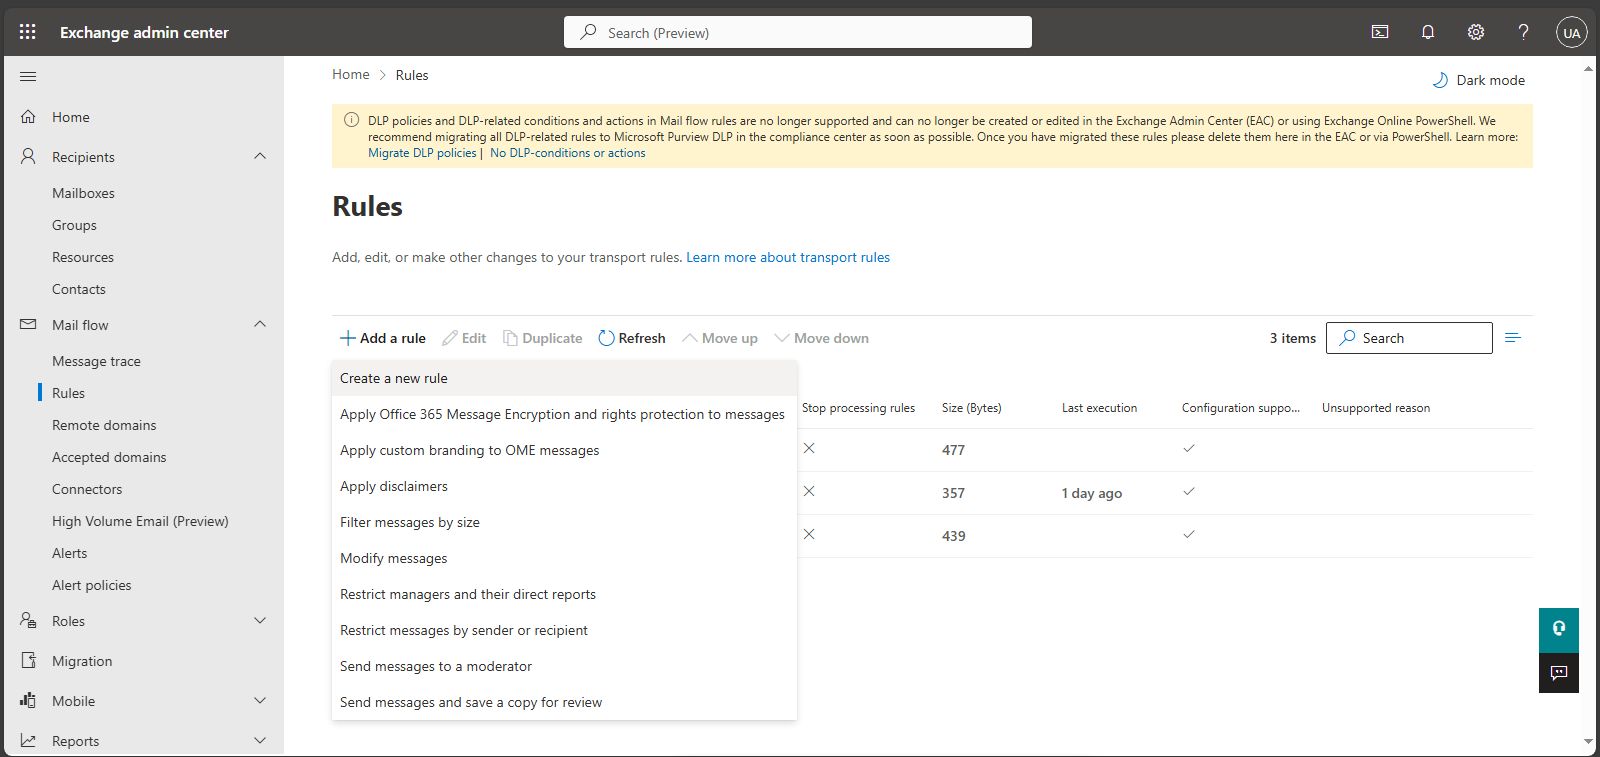 Exchange admin center
Search (Preview)
UA
Home
Recipients
Mailboxes
Groups
Resources
Contacts
Mail flow
Message trace
Rules
Remote domains
Accepted domains
Connectors
High Volume Email (Preview)
Alerts
Alert policies
Roles
Migration
Mobile
Reports
Home > Rules
Dark mode
DLP policies and DLP-related conditions and actions in Mail flow rules are no longer supported and can no longer be created or edited in the Exchange Admin Center (EAC) or using Exchange Online PowerShell. We
recommend migrating all DLP-related rules to Microsoft Purview DLP in the compliance center as soon as possible. Once you have migrated these rules please delete them here in the EAC or via PowerShell. Learn more:
Migrate DLP policies | No DLP-conditions or actions
Rules
Add, edit, or make other changes to your transport rules. Learn more about transport rules
Add a rule Edit Duplicate Refresh Move up Move down 3 items Search
Create a new rule
Apply Office 365 Message Encryption and rights protection to messages
Apply custom branding to OME messages
Apply disclaimers
Filter messages by size
Modify messages
Restrict managers and their direct reports
Restrict messages by sender or recipient
Send messages to a moderator
Send messages and save a copy for review
Stop processing rules Size (Bytes) Last execution Configuration suppo... Unsupported reason
477
357 1 day ago
439